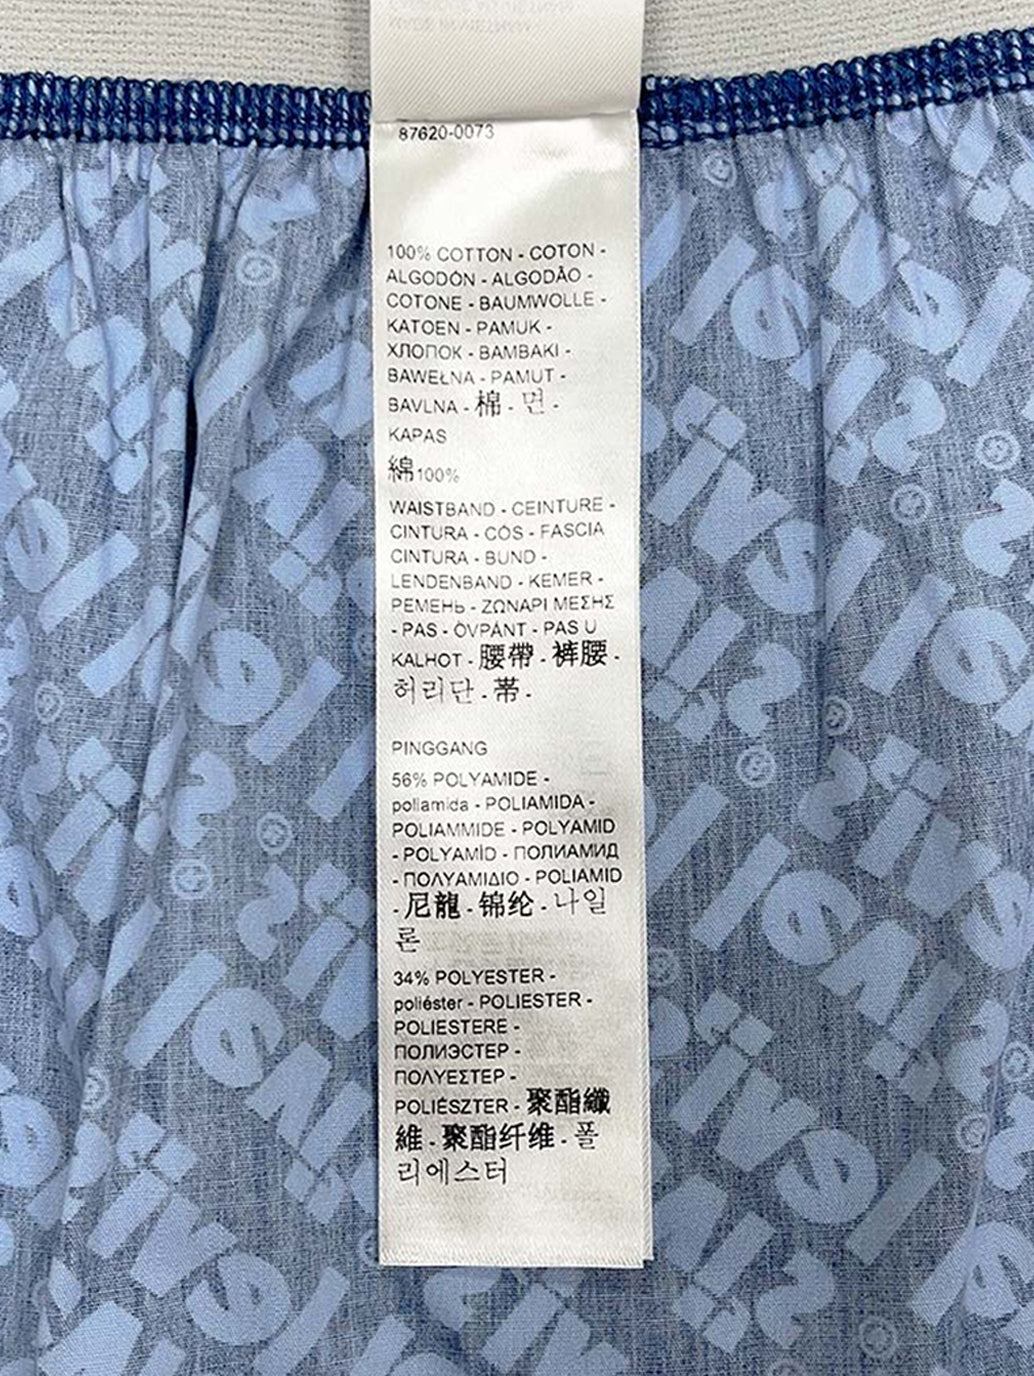 87620-0073
100% COTTON - COTON -
ALGODÓN - ALGODÃO -
COTONE - BAUMWOLLE -
KATOEN - PAMUK -
ХЛОПОК - BAMBAKI -
BAWEŁNA - PAMUT -
BAVLNA - 棉 - 면 -
KAPAS
綿100%
WAISTBAND - CEINTURE -
CINTURA - CÓS - FASCIA
CINTURA - BUND -
LENDENBAND - KEMER -
РЕМЕНЬ - ΖΩΝΑΡΙ ΜΕΣΗΣ
- PAS - ÖVPÁNT - PAS U
KALHOT - 腰帶 - 裤腰 -
허리단 - 帯 -
PINGGANG
56% POLYAMIDE -
poliamida - POLIAMIDA -
POLIAMMIDE - POLYAMID
- POLYAMİD - ПОЛИАМИД
- ΠΟΛΥΑΜΙΔΙΟ - POLIAMID
- 尼龍 - 锦纶 - 나일
론
34% POLYESTER -
poliéster - POLIESTER -
POLIESTERE -
ПОЛИЭСТЕР -
ΠΟΛΥΕΣΤΕΡ -
POLIÉSZTER - 聚酯纖
維 - 聚酯纤维 - 폴
리에스터